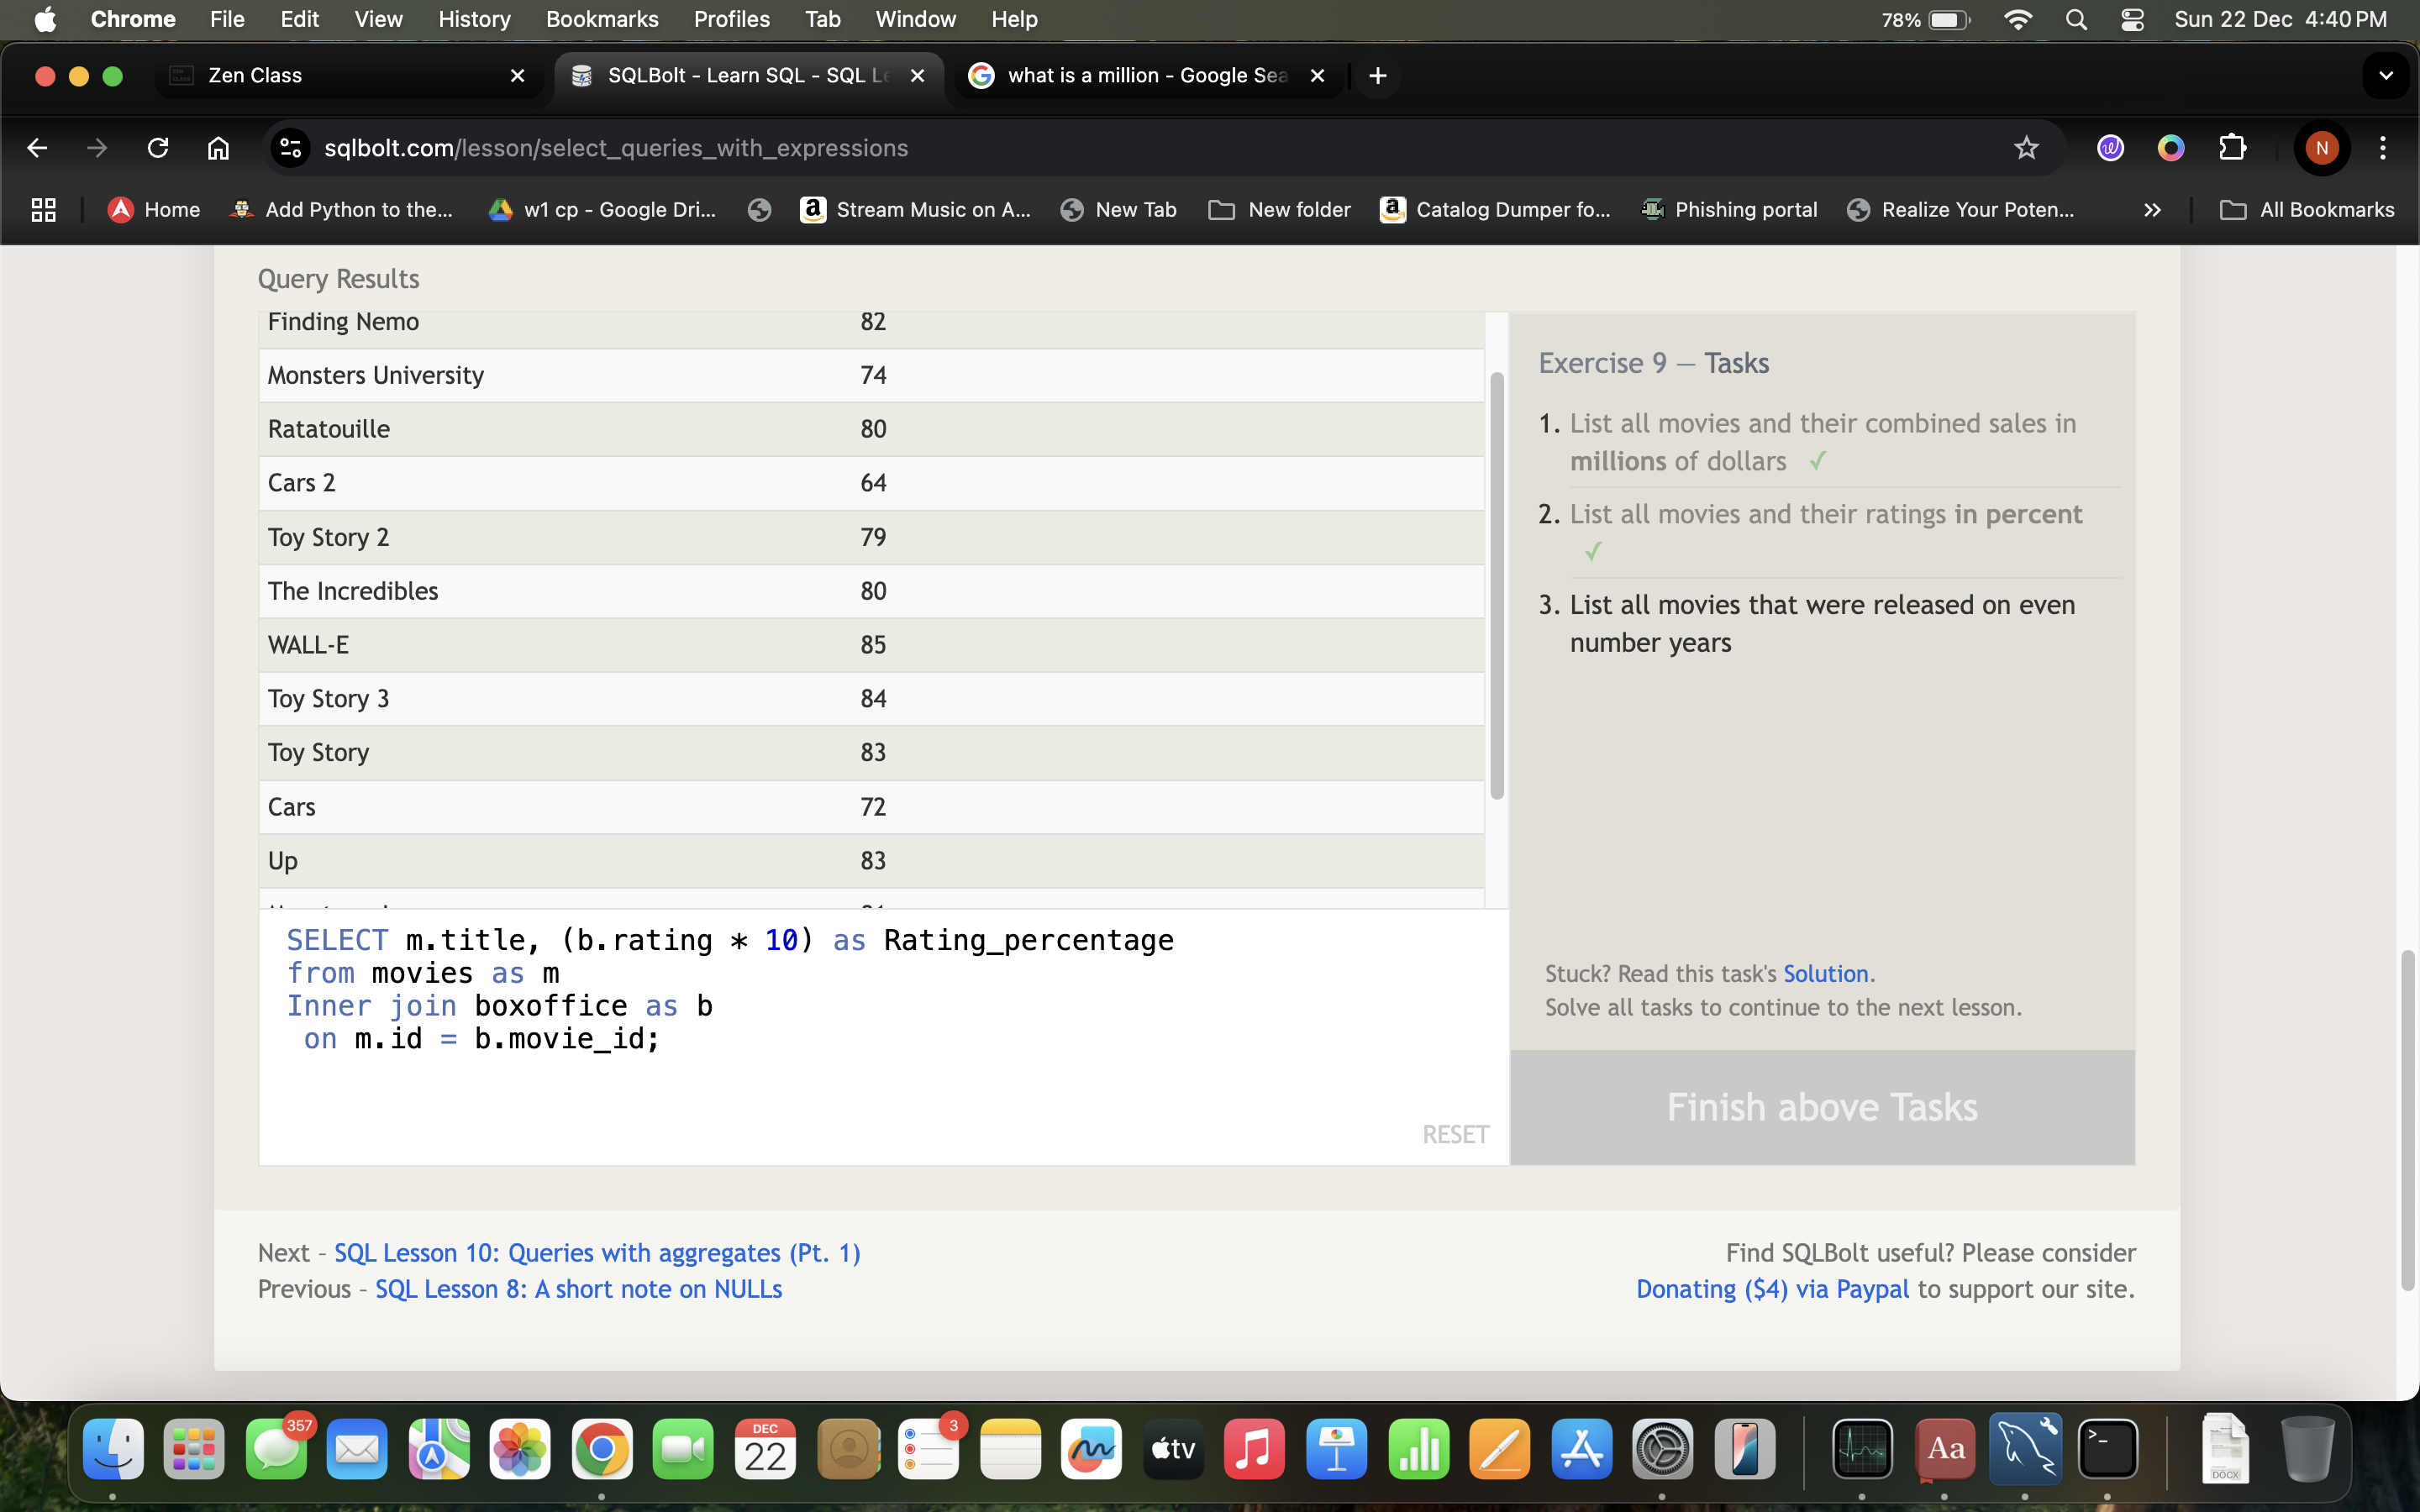 Chrome File Edit View History Bookmarks Profiles Tab Window Help 78% Sun 22 Dec 4:40 PM
Zen Class SQLBolt - Learn SQL - SQL Le what is a million - Google Sea
sqlbolt.com/lesson/select_queries_with_expressions N
Home Add Python to the... w1 cp - Google Dri... Stream Music on A... New Tab New folder Catalog Dumper fo... Phishing portal Realize Your Poten... All Bookmarks
Query Results
Finding Nemo 82
Monsters University 74
Ratatouille 80
Cars 2 64
Toy Story 2 79
The Incredibles 80
WALL-E 85
Toy Story 3 84
Toy Story 83
Cars 72
Up 83
SELECT m.title, (b.rating * 10) as Rating_percentage
from movies as m
Inner join boxoffice as b
on m.id = b.movie_id;
RESET
Exercise 9 — Tasks
1. List all movies and their combined sales in
millions of dollars ✓
2. List all movies and their ratings in percent
✓
3. List all movies that were released on even
number years
Stuck? Read this task's Solution.
Solve all tasks to continue to the next lesson.
Finish above Tasks
Next – SQL Lesson 10: Queries with aggregates (Pt. 1)
Previous – SQL Lesson 8: A short note on NULLs
Find SQLBolt useful? Please consider
Donating ($4) via Paypal to support our site.
357 DEC 22 3 tv Aa >_ DOCX